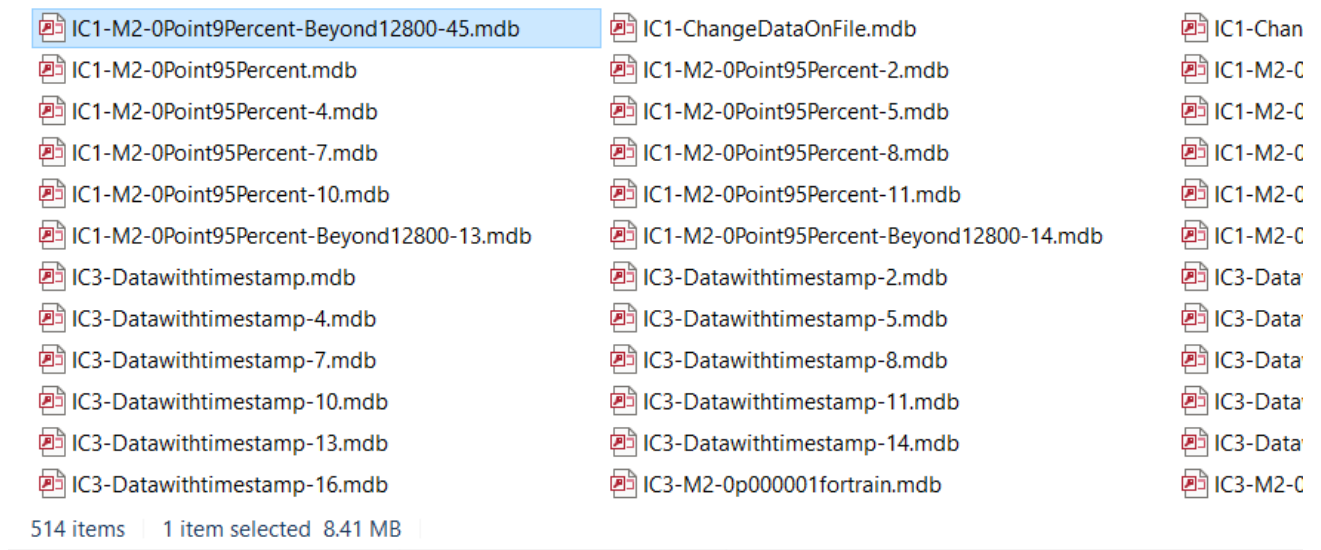 IC1-M2-0Point9Percent-Beyond12800-45.mdb IC1-ChangeDataOnFile.mdb IC1-Chan
IC1-M2-0Point95Percent.mdb IC1-M2-0Point95Percent-2.mdb IC1-M2-0
IC1-M2-0Point95Percent-4.mdb IC1-M2-0Point95Percent-5.mdb IC1-M2-0
IC1-M2-0Point95Percent-7.mdb IC1-M2-0Point95Percent-8.mdb IC1-M2-0
IC1-M2-0Point95Percent-10.mdb IC1-M2-0Point95Percent-11.mdb IC1-M2-0
IC1-M2-0Point95Percent-Beyond12800-13.mdb IC1-M2-0Point95Percent-Beyond12800-14.mdb IC1-M2-0
IC3-Datawithtimestamp.mdb IC3-Datawithtimestamp-2.mdb IC3-Data
IC3-Datawithtimestamp-4.mdb IC3-Datawithtimestamp-5.mdb IC3-Data
IC3-Datawithtimestamp-7.mdb IC3-Datawithtimestamp-8.mdb IC3-Data
IC3-Datawithtimestamp-10.mdb IC3-Datawithtimestamp-11.mdb IC3-Data
IC3-Datawithtimestamp-13.mdb IC3-Datawithtimestamp-14.mdb IC3-Data
IC3-Datawithtimestamp-16.mdb IC3-M2-0p000001fortrain.mdb IC3-M2-0
514 items 1 item selected 8.41 MB